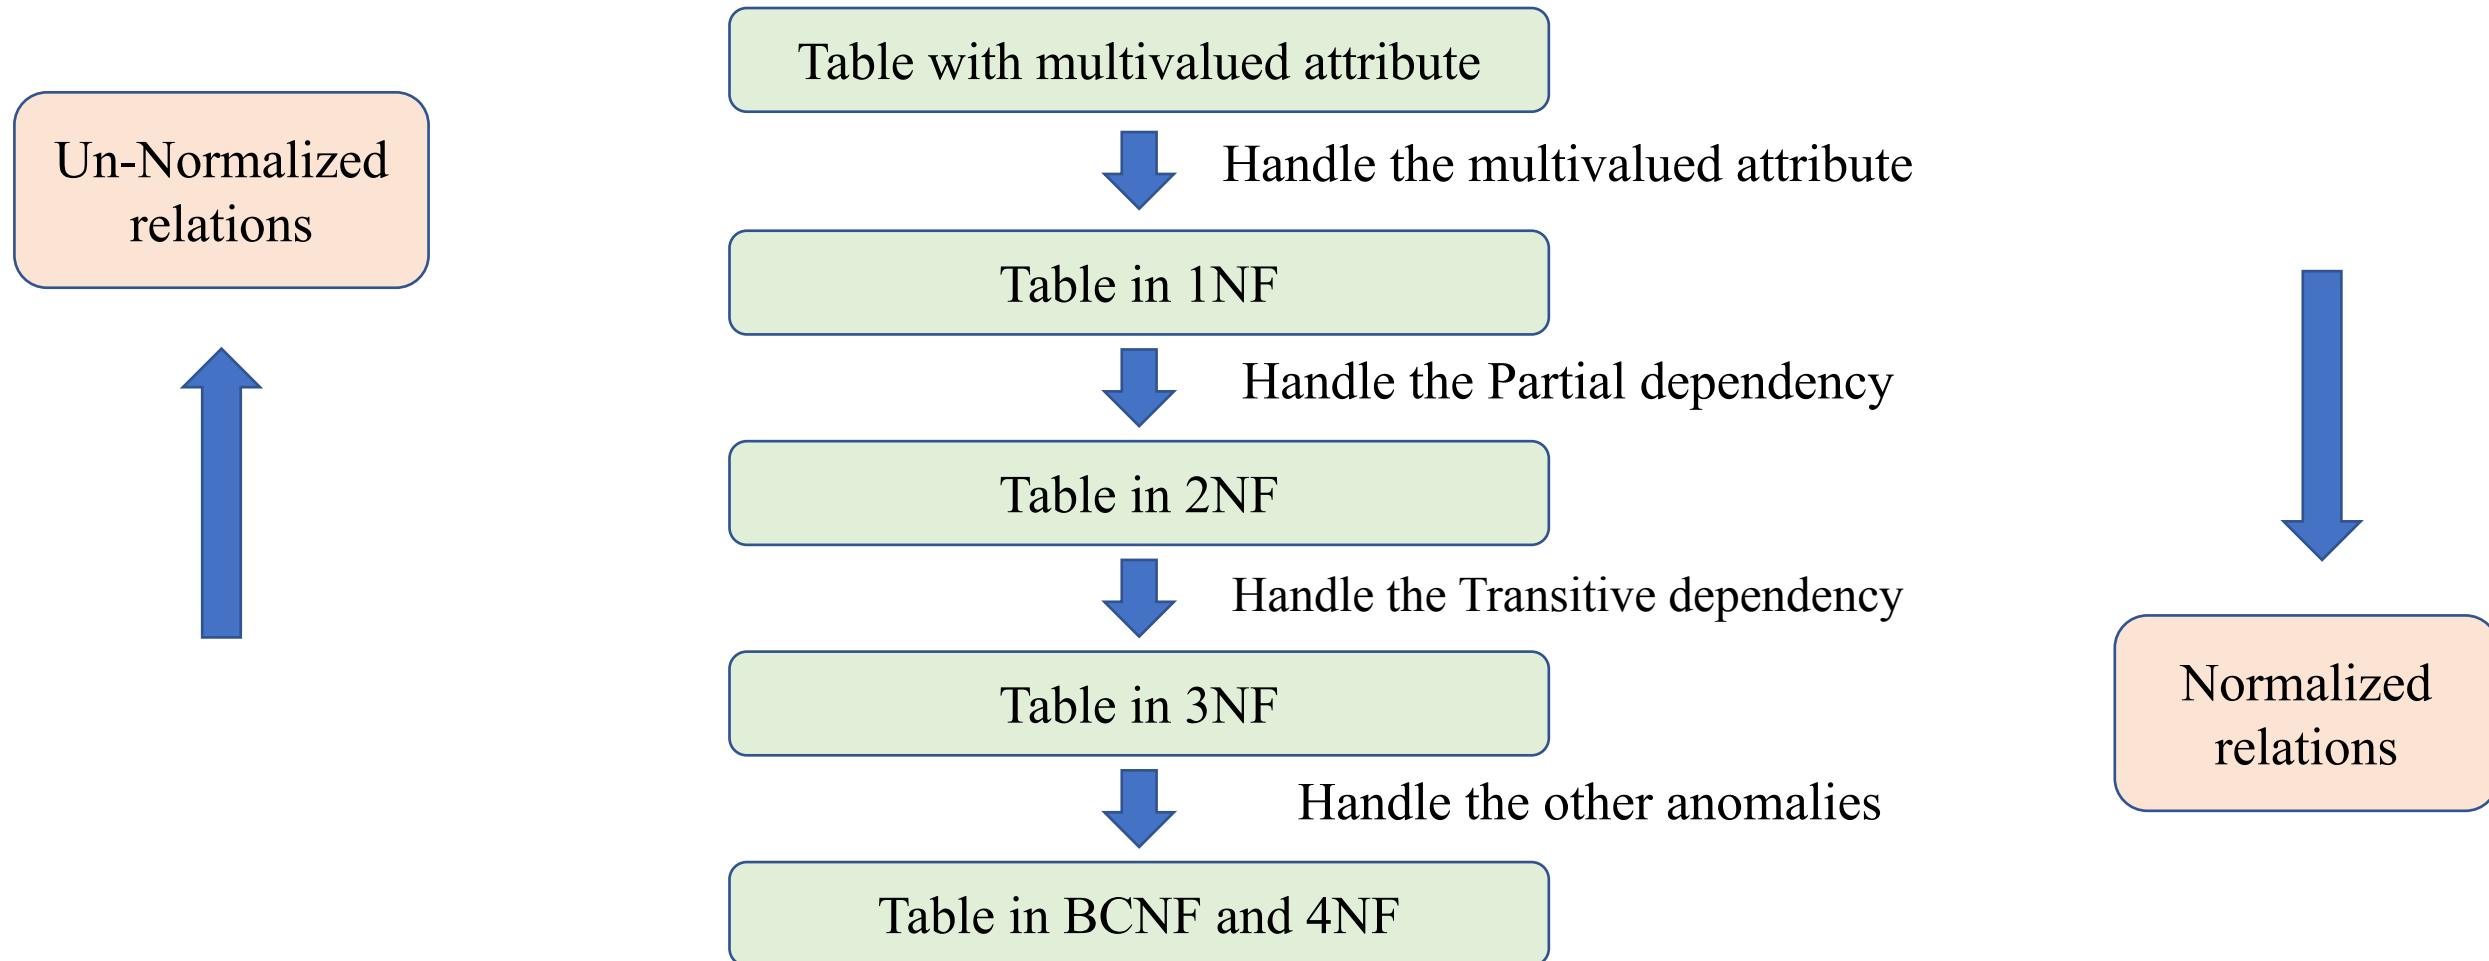 Table with multivalued attribute
Un-Normalized
relations
Handle the multivalued attribute
Table in 1NF
Handle the Partial dependency
Table in 2NF
Handle the Transitive dependency
Table in 3NF
Normalized
relations
Handle the other anomalies
Table in BCNF and 4NF